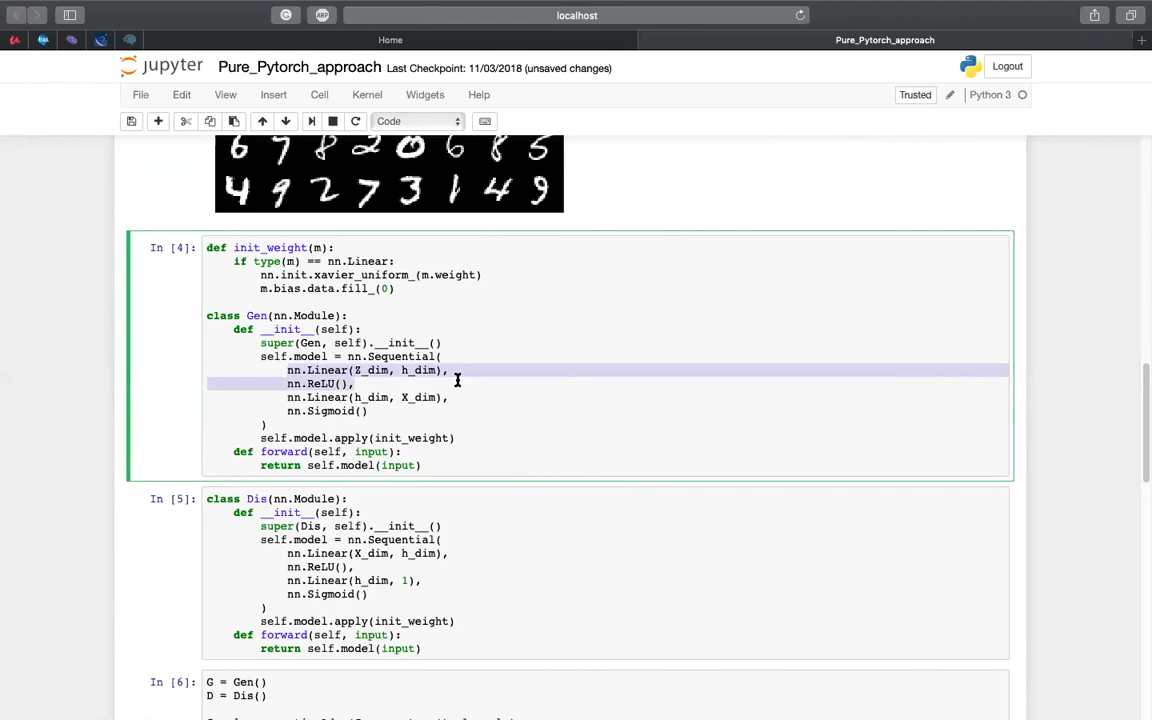 localhost
Home
Pure_Pytorch_approach
jupyter Pure_Pytorch_approach Last Checkpoint: 11/03/2018 (unsaved changes) Logout
File Edit View Insert Cell Kernel Widgets Help Trusted Python 3
Code
6 7 8 2 0 6 8 5
4 9 2 7 3 1 4 9
In [4]: def init_weight(m):
if type(m) == nn.Linear:
nn.init.xavier_uniform_(m.weight)
m.bias.data.fill_(0)
class Gen(nn.Module):
def __init__(self):
super(Gen, self).__init__()
self.model = nn.Sequential(
nn.Linear(Z_dim, h_dim),
nn.ReLU(),
nn.Linear(h_dim, X_dim),
nn.Sigmoid()
)
self.model.apply(init_weight)
def forward(self, input):
return self.model(input)
In [5]: class Dis(nn.Module):
def __init__(self):
super(Dis, self).__init__()
self.model = nn.Sequential(
nn.Linear(X_dim, h_dim),
nn.ReLU(),
nn.Linear(h_dim, 1),
nn.Sigmoid()
)
self.model.apply(init_weight)
def forward(self, input):
return self.model(input)
In [6]: G = Gen()
D = Dis()